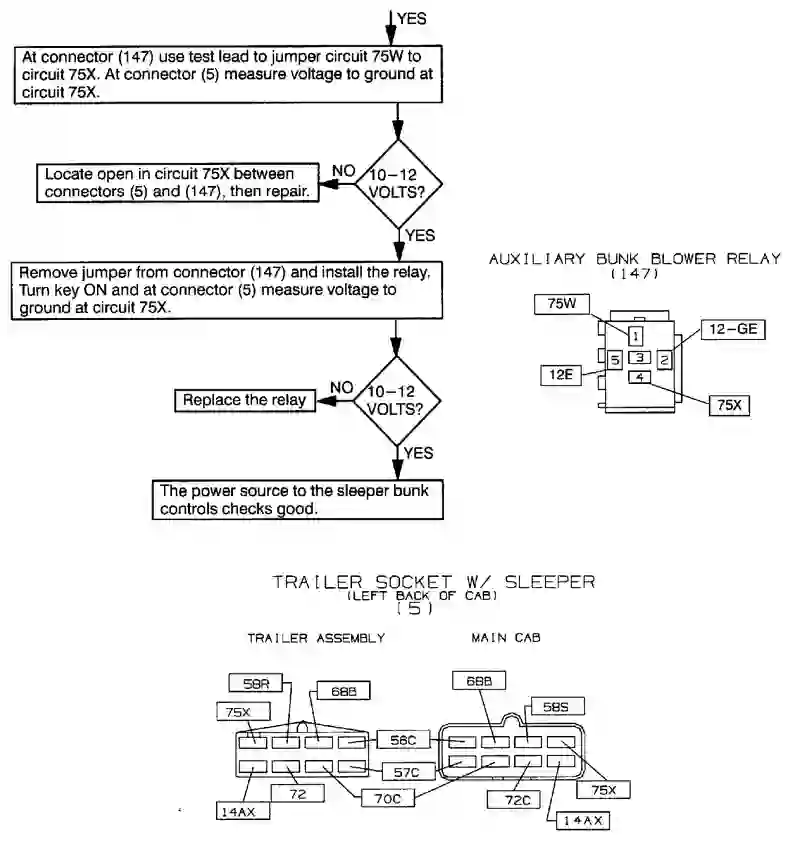 YES
At connector (147) use test lead to jumper circuit 75W to
circuit 75X. At connector (5) measure voltage to ground at
circuit 75X.
NO
10-12
VOLTS?
Locate open in circuit 75X between
connectors (5) and (147), then repair.
YES
Remove jumper from connector (147) and install the relay.
Turn key ON and at connector (5) measure voltage to
ground at circuit 75X.
NO
10-12
VOLTS?
Replace the relay
YES
The power source to the sleeper bunk
controls checks good.
AUXILIARY BUNK BLOWER RELAY
(147)
75W
12-GE
1
5
3
2
4
12E
75X
TRAILER SOCKET W/ SLEEPER
(LEFT BACK OF CAB)
(5)
TRAILER ASSEMBLY
MAIN CAB
58R
68B
75X
56C
57C
72
70C
14AX
68B
58S
75X
72C
14AX